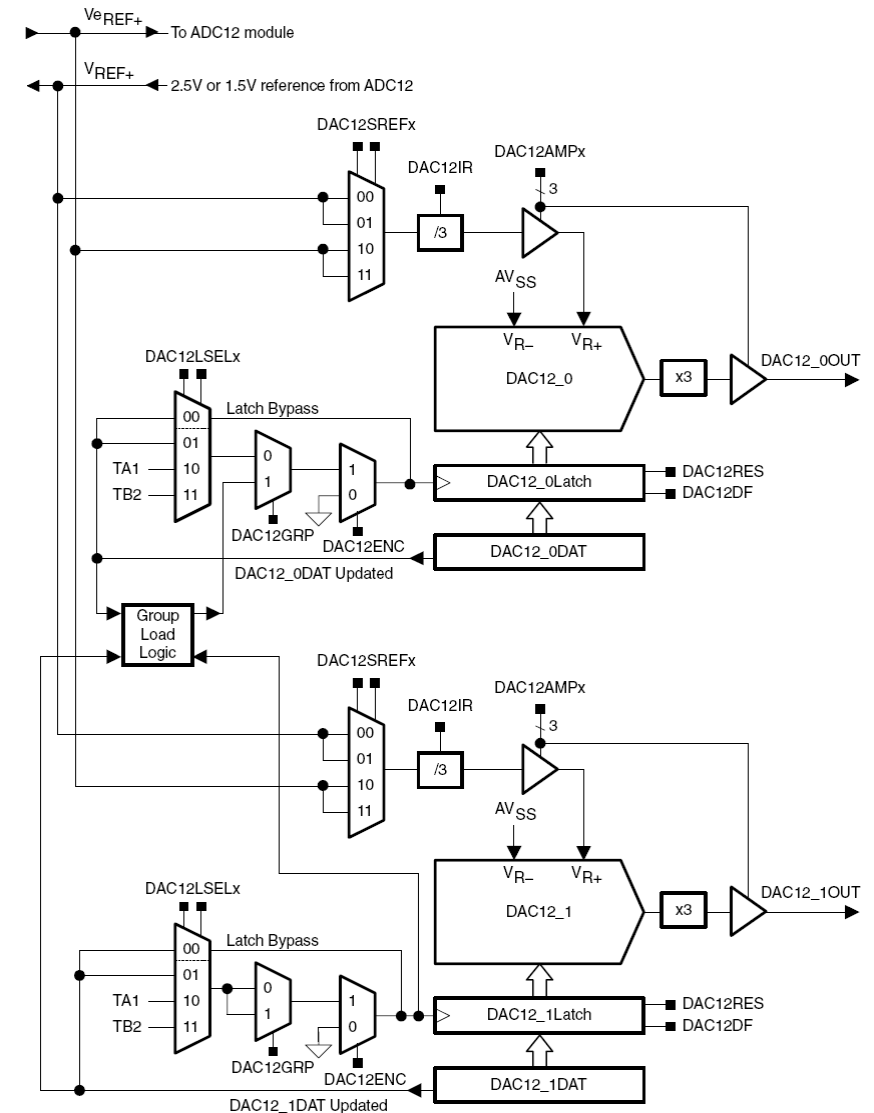 VeREF+
To ADC12 module
VREF+
2.5V or 1.5V reference from ADC12
DAC12SREFx
DAC12IR
DAC12AMPx
3
00
01
10
11
/3
AVSS
VR−
VR+
DAC12_0
x3
DAC12_0OUT
DAC12LSELx
Latch Bypass
00
01
TA1
10
TB2
11
0
1
1
0
DAC12GRP
DAC12ENC
DAC12_0Latch
DAC12RES
DAC12DF
DAC12_0DAT
DAC12_0DAT Updated
Group
Load
Logic
DAC12SREFx
DAC12IR
DAC12AMPx
3
00
01
10
11
/3
AVSS
VR−
VR+
DAC12_1
x3
DAC12_1OUT
DAC12LSELx
Latch Bypass
00
01
TA1
10
TB2
11
0
1
1
0
DAC12GRP
DAC12ENC
DAC12_1Latch
DAC12RES
DAC12DF
DAC12_1DAT
DAC12_1DAT Updated